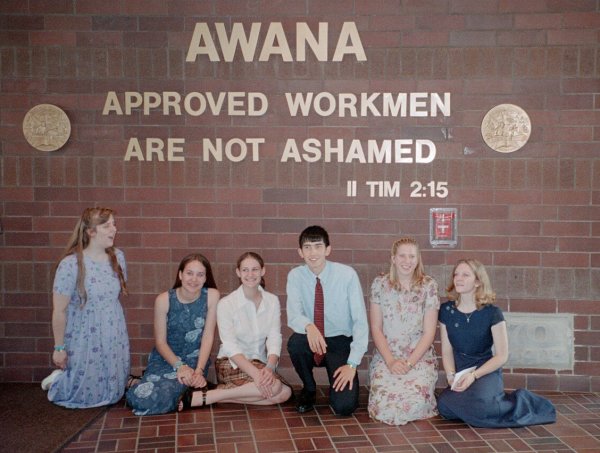 AWANA
APPROVED WORKMEN
ARE NOT ASHAMED
II TIM 2:15